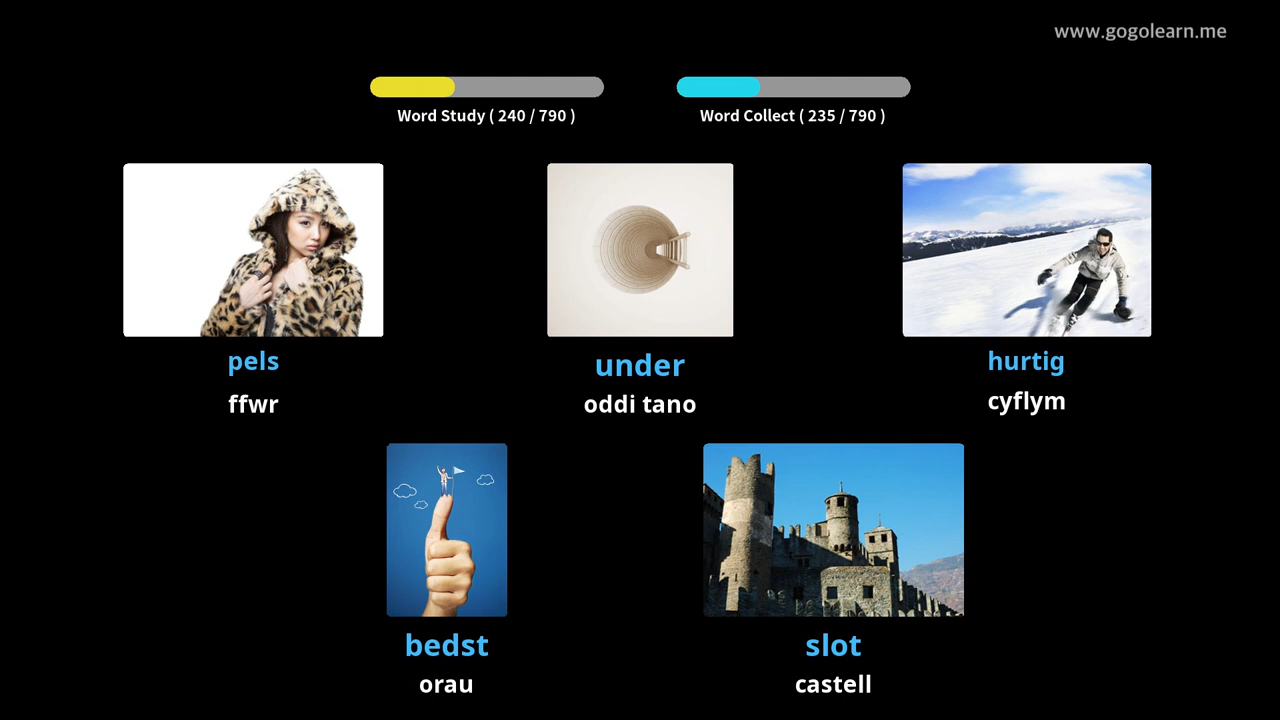 www.gogolearn.me
Word Study ( 240 / 790 )
Word Collect ( 235 / 790 )
pels
ffwr
under
oddi tano
hurtig
cyflym
bedst
orau
slot
castell